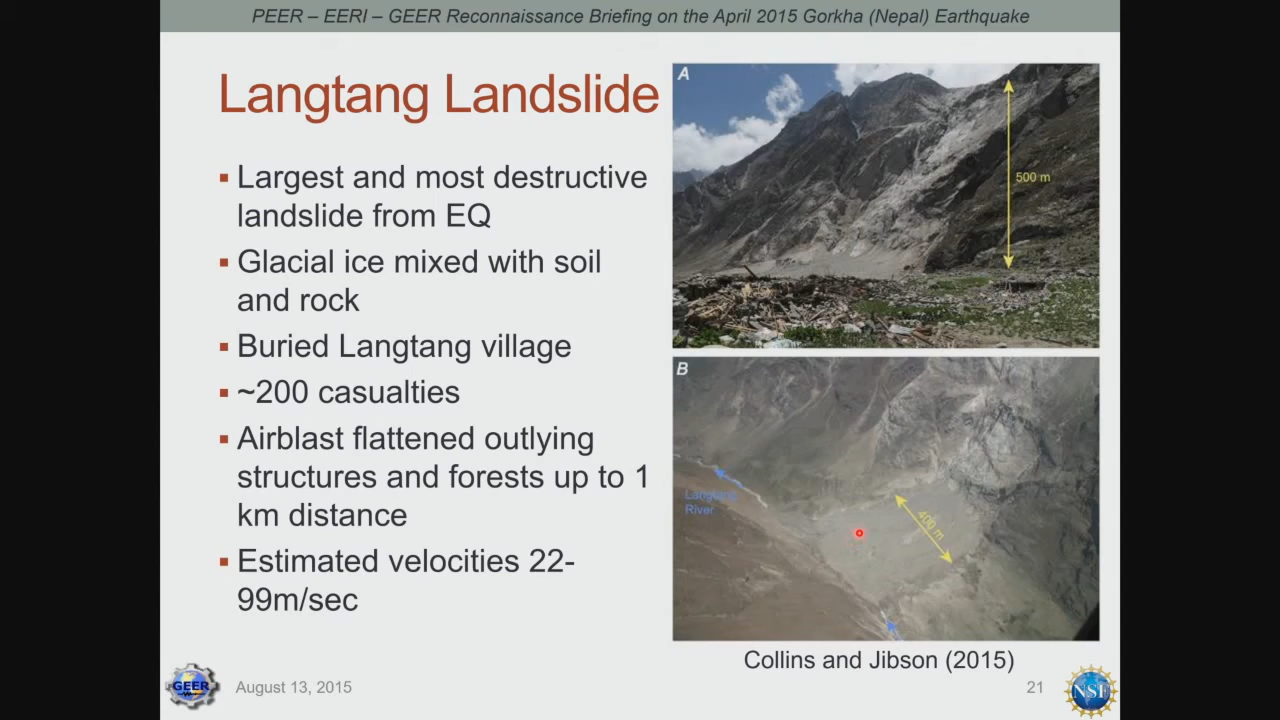 PEER – EERI – GEER Reconnaissance Briefing on the April 2015 Gorkha (Nepal) Earthquake
Langtang Landslide
▪ Largest and most destructive
landslide from EQ
▪ Glacial ice mixed with soil
and rock
▪ Buried Langtang village
▪ ~200 casualties
▪ Airblast flattened outlying
structures and forests up to 1
km distance
▪ Estimated velocities 22-
99m/sec
A
500 m
B
Langtang
River
400 m
Collins and Jibson (2015)
GEER
August 13, 2015
21
NSF